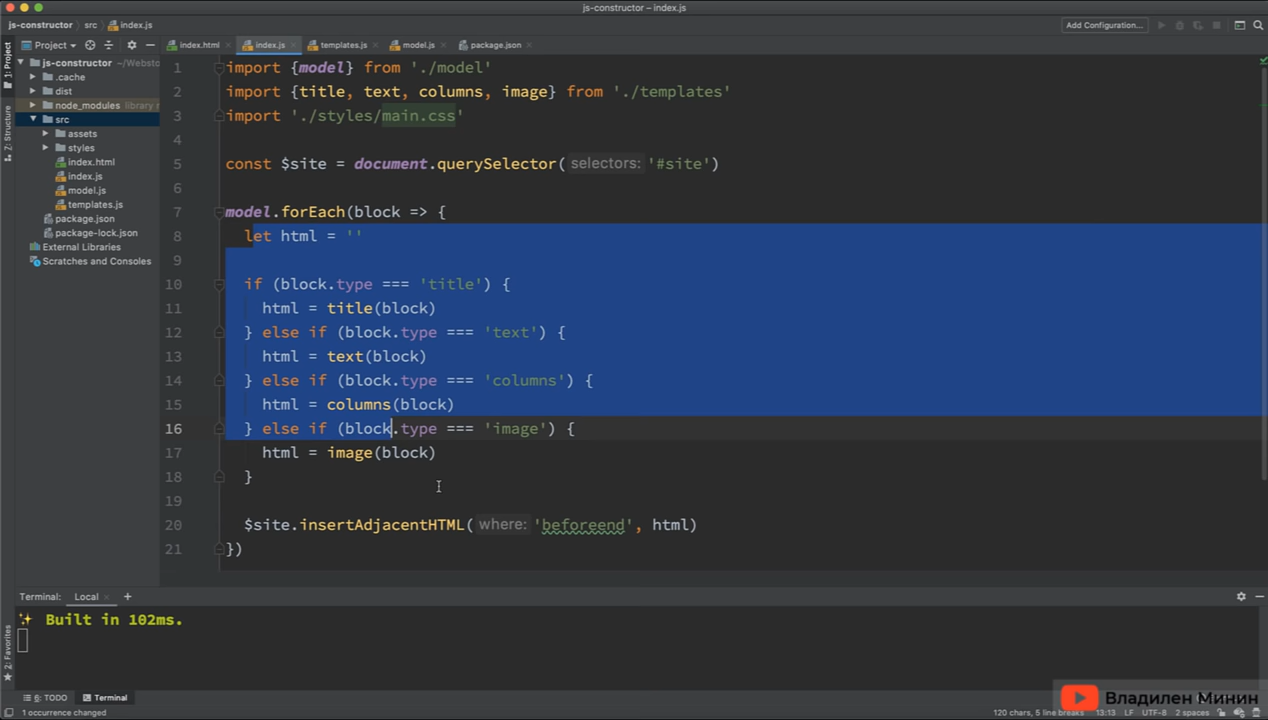 js-constructor – index.js
js-constructor src index.js Add Configuration...
Project index.html index.js templates.js model.js package.json
1: Project
js-constructor ~/Websto
.cache
dist
node_modules library
src
assets
styles
index.html
index.js
model.js
templates.js
package.json
package-lock.json
External Libraries
Scratches and Consoles
Z: Structure
2: Favorites
1 import {model} from './model'
2 import {title, text, columns, image} from './templates'
3 import './styles/main.css'
4
5 const $site = document.querySelector( selectors: '#site')
6
7 model.forEach(block => {
8 let html = ''
9
10 if (block.type === 'title') {
11 html = title(block)
12 } else if (block.type === 'text') {
13 html = text(block)
14 } else if (block.type === 'columns') {
15 html = columns(block)
16 } else if (block.type === 'image') {
17 html = image(block)
18 }
19
20 $site.insertAdjacentHTML( where: 'beforeend', html)
21 })
Terminal: Local +
✨ Built in 102ms.
6: TODO Terminal
Владилен Минин
1 occurrence changed 120 chars, 5 line breaks 13:13 LF UTF-8 2 spaces